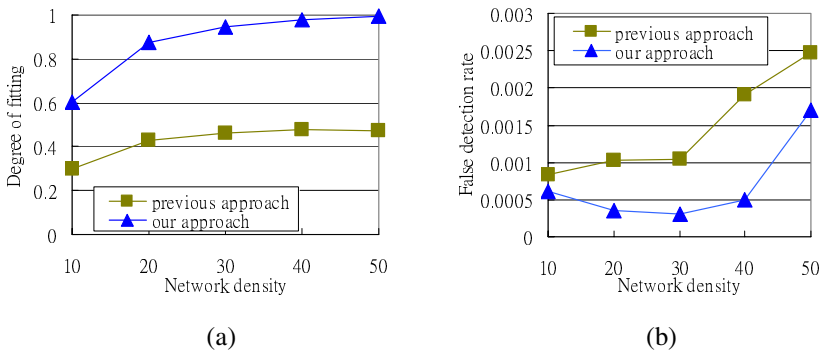 1
0.8
0.6
0.4
0.2
0
Degree of fitting
previous approach
our approach
10 20 30 40 50
Network density
(a)
0.003
0.0025
0.002
0.0015
0.001
0.0005
0
False detection rate
previous approach
our approach
10 20 30 40 50
Network density
(b)